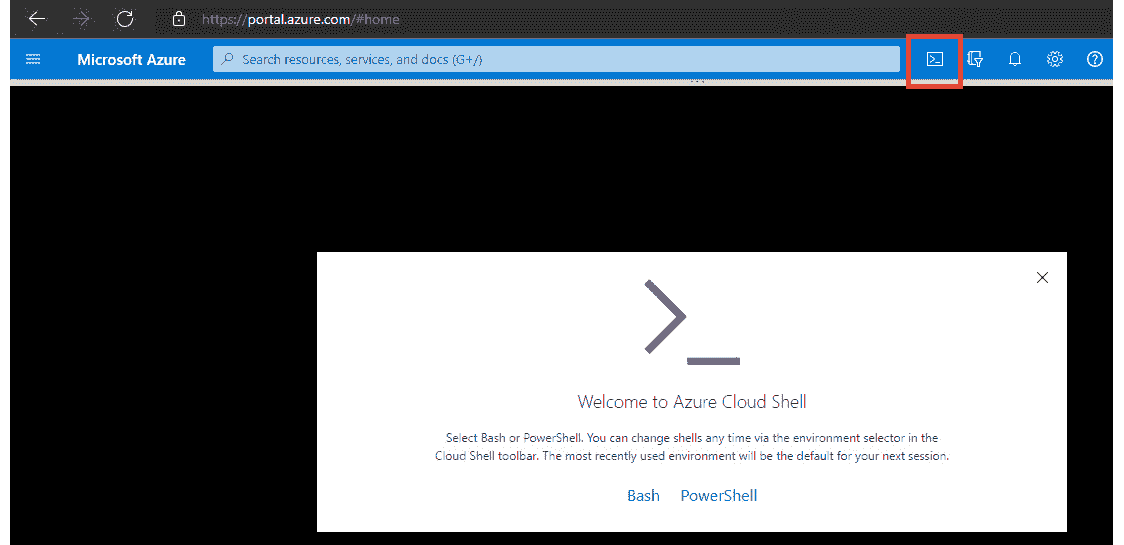 https://portal.azure.com/#home
Microsoft Azure
Search resources, services, and docs (G+/)
Welcome to Azure Cloud Shell
Select Bash or PowerShell. You can change shells any time via the environment selector in the
Cloud Shell toolbar. The most recently used environment will be the default for your next session.
Bash PowerShell